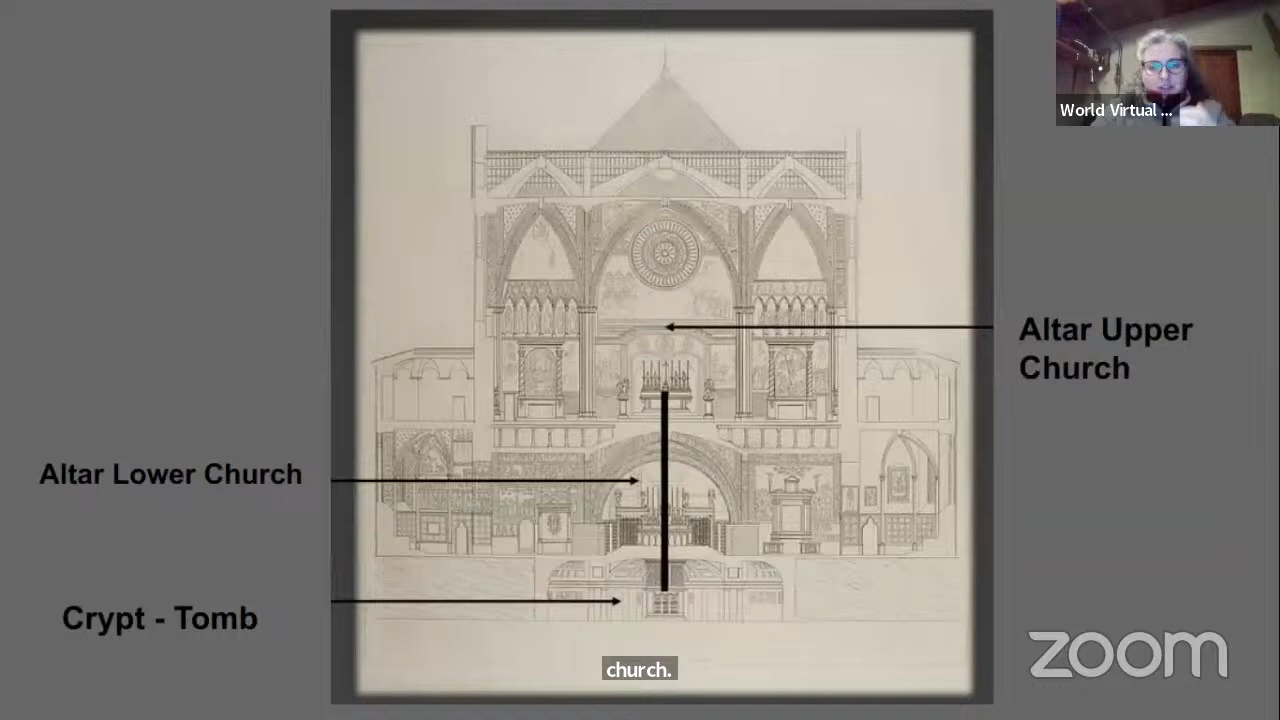 World Virtual ...
Altar Upper
Church
Altar Lower Church
Crypt - Tomb
church.
zoom